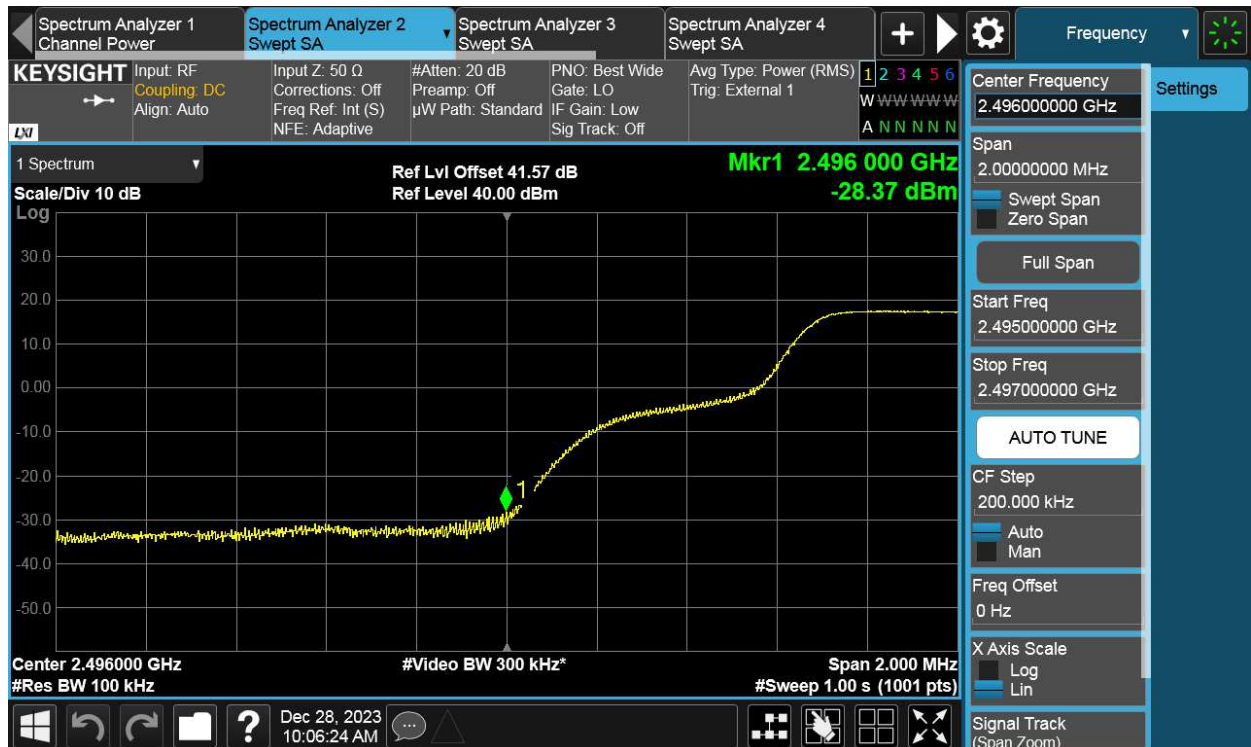 Spectrum Analyzer 1
Channel Power
Spectrum Analyzer 2
Swept SA
Spectrum Analyzer 3
Swept SA
Spectrum Analyzer 4
Swept SA
Frequency
KEYSIGHT
LXI
Input: RF
Coupling: DC
Align: Auto
Input Z: 50 Ω
Corrections: Off
Freq Ref: Int (S)
NFE: Adaptive
#Atten: 20 dB
Preamp: Off
µW Path: Standard
PNO: Best Wide
Gate: LO
IF Gain: Low
Sig Track: Off
Avg Type: Power (RMS)
Trig: External 1
1 2 3 4 5 6
W W W W W W
A N N N N N
1 Spectrum
Scale/Div 10 dB
Ref Lvl Offset 41.57 dB
Ref Level 40.00 dBm
Mkr1 2.496 000 GHz
-28.37 dBm
Log
30.0
20.0
10.0
0.00
-10.0
-20.0
-30.0
-40.0
-50.0
1
Center 2.496000 GHz
#Res BW 100 kHz
#Video BW 300 kHz*
Span 2.000 MHz
#Sweep 1.00 s (1001 pts)
Dec 28, 2023
10:06:24 AM
Center Frequency
2.496000000 GHz
Span
2.00000000 MHz
Swept Span
Zero Span
Full Span
Start Freq
2.495000000 GHz
Stop Freq
2.497000000 GHz
AUTO TUNE
CF Step
200.000 kHz
Auto
Man
Freq Offset
0 Hz
X Axis Scale
Log
Lin
Signal Track
(Span Zoom)
Settings